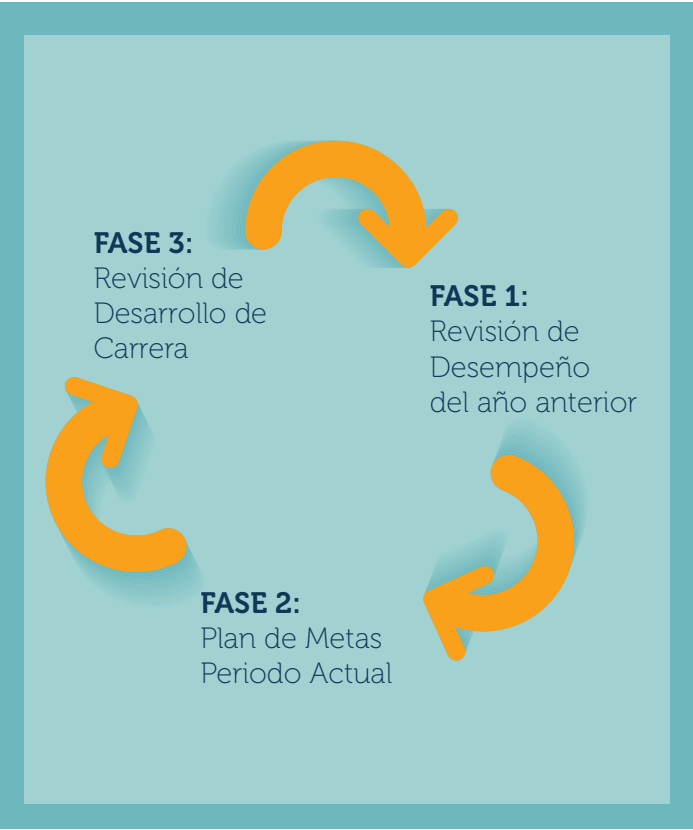 FASE 3:
Revisión de
Desarrollo de
Carrera
FASE 1:
Revisión de
Desempeño
del año anterior
FASE 2:
Plan de Metas
Periodo Actual